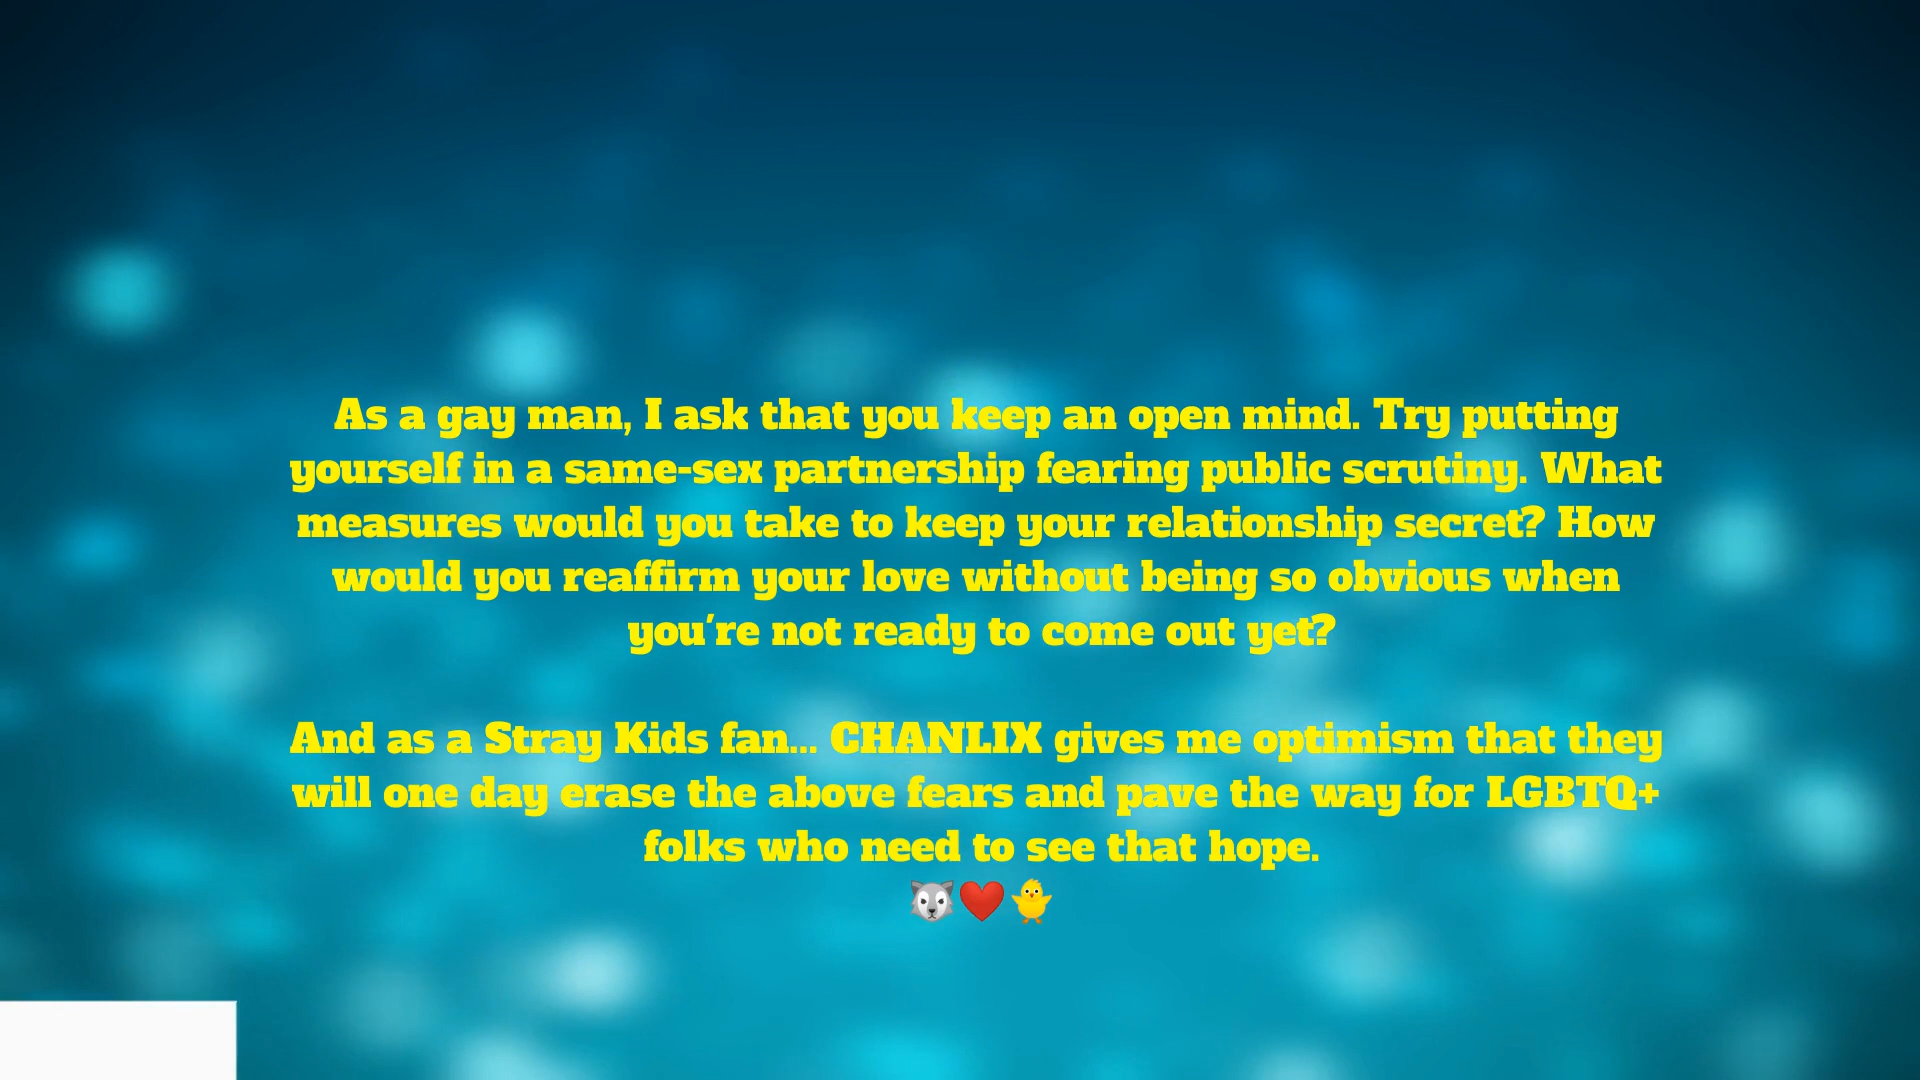 As a gay man, I ask that you keep an open mind. Try putting
yourself in a same-sex partnership fearing public scrutiny. What
measures would you take to keep your relationship secret? How
would you reaffirm your love without being so obvious when
you're not ready to come out yet?
And as a Stray Kids fan... CHANLIX gives me optimism that they
will one day erase the above fears and pave the way for LGBTQ+
folks who need to see that hope.
🐺❤️🐥